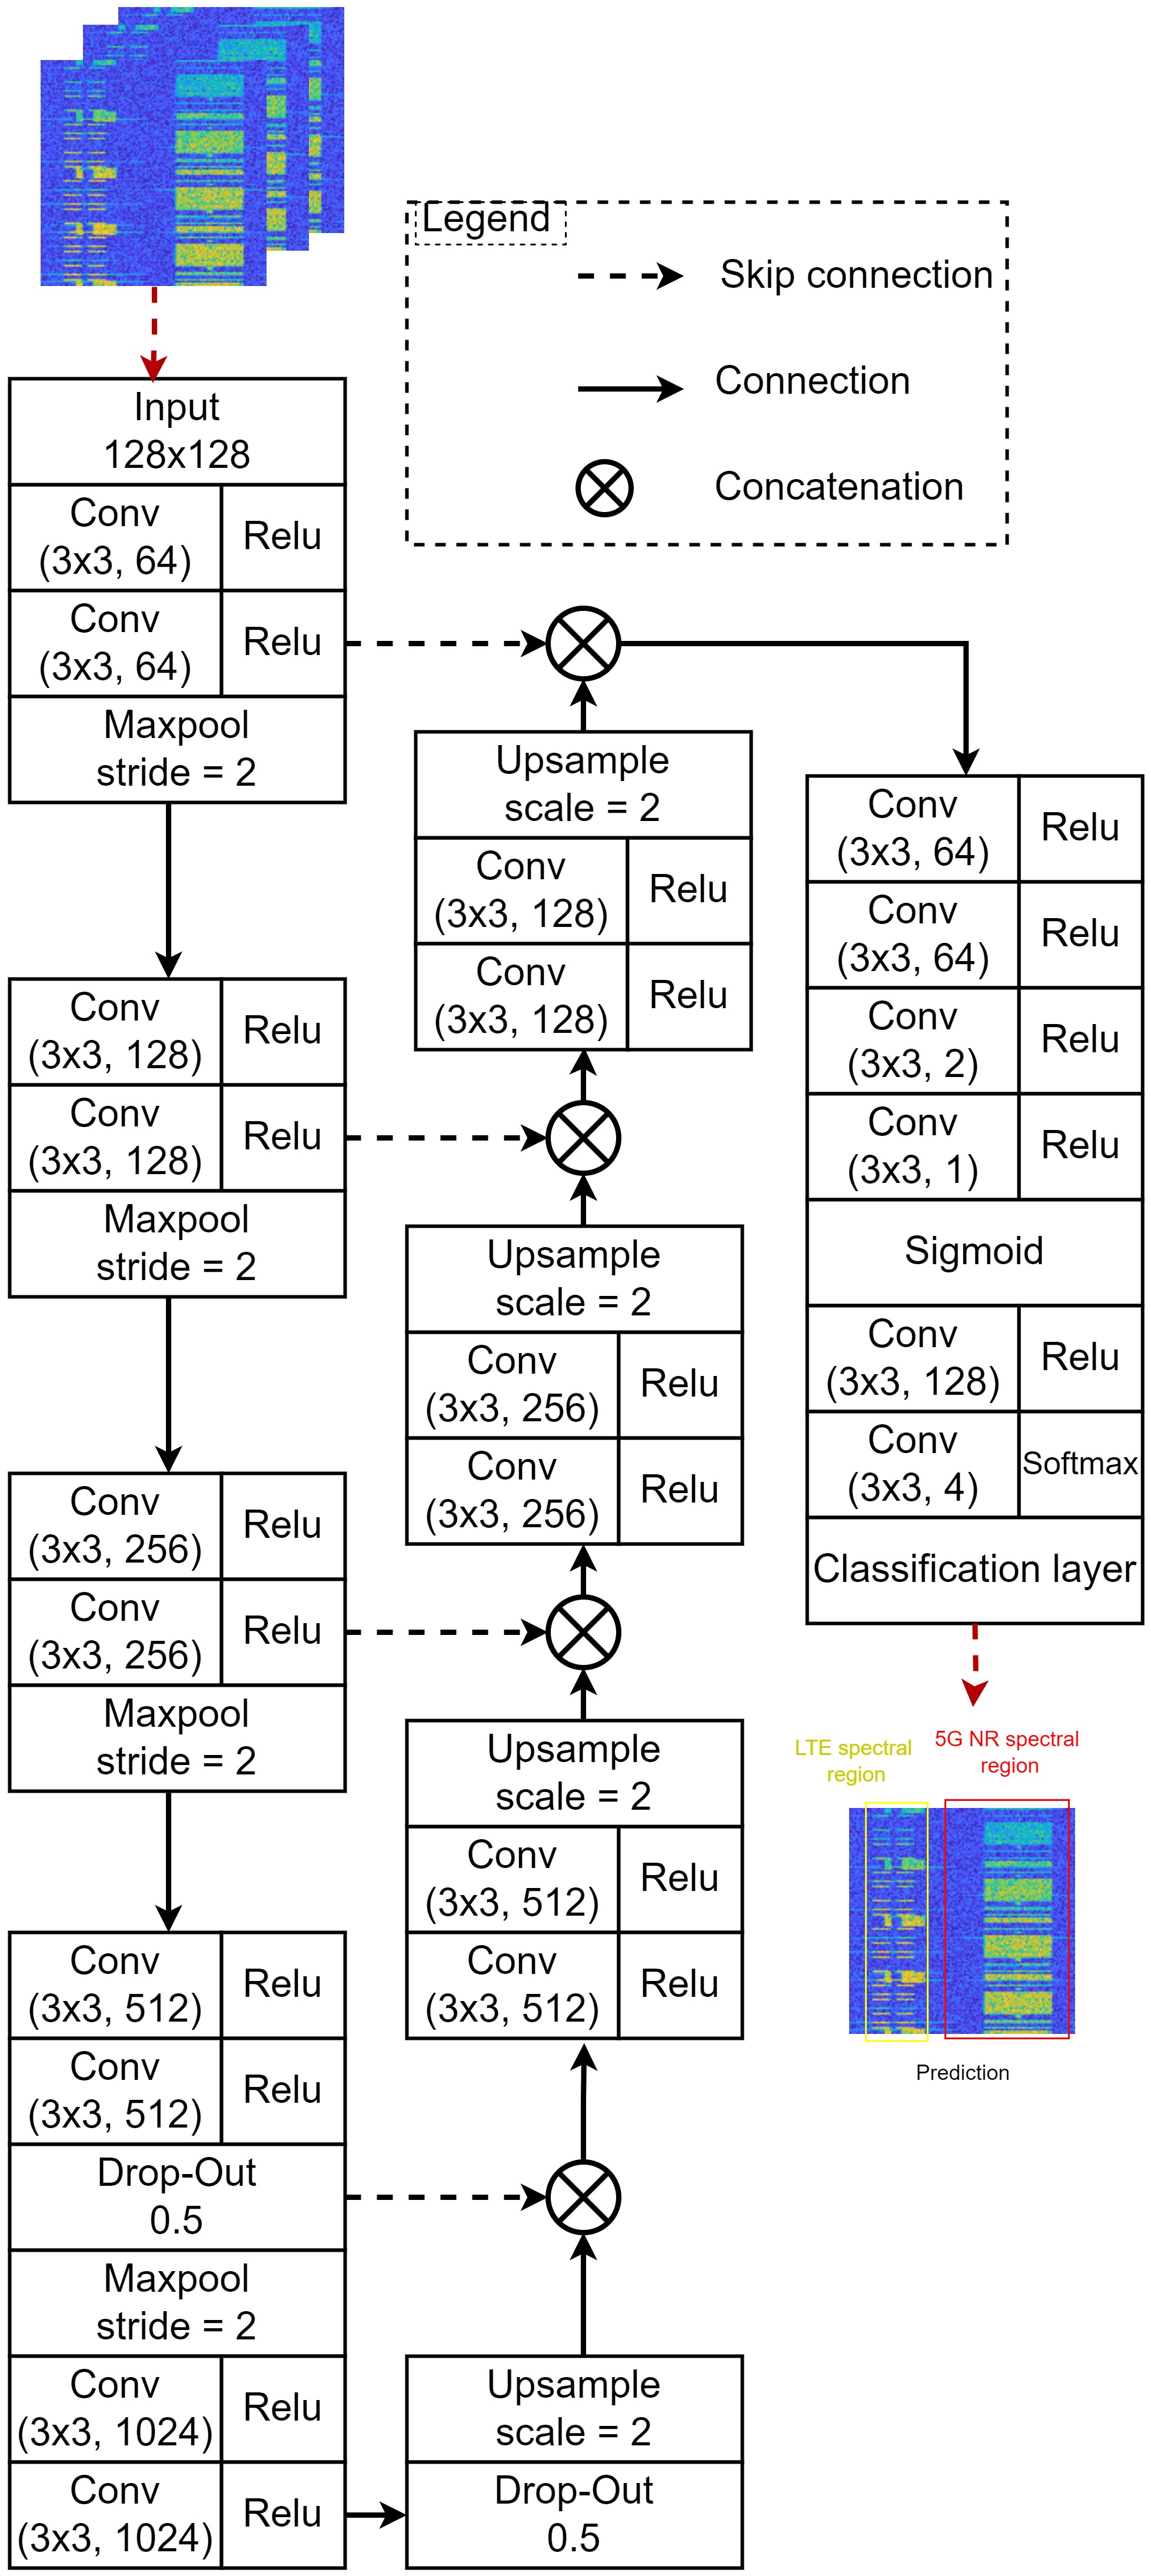 Legend
Skip connection
Connection
Concatenation
Input
128x128
Conv
(3x3, 64)
Relu
Conv
(3x3, 64)
Relu
Maxpool
stride = 2
Conv
(3x3, 128)
Relu
Conv
(3x3, 128)
Relu
Maxpool
stride = 2
Conv
(3x3, 256)
Relu
Conv
(3x3, 256)
Relu
Maxpool
stride = 2
Conv
(3x3, 512)
Relu
Conv
(3x3, 512)
Relu
Drop-Out
0.5
Maxpool
stride = 2
Conv
(3x3, 1024)
Relu
Conv
(3x3, 1024)
Relu
Upsample
scale = 2
Conv
(3x3, 128)
Relu
Conv
(3x3, 128)
Relu
Upsample
scale = 2
Conv
(3x3, 256)
Relu
Conv
(3x3, 256)
Relu
Upsample
scale = 2
Conv
(3x3, 512)
Relu
Conv
(3x3, 512)
Relu
Upsample
scale = 2
Drop-Out
0.5
Conv
(3x3, 64)
Relu
Conv
(3x3, 64)
Relu
Conv
(3x3, 2)
Relu
Conv
(3x3, 1)
Relu
Sigmoid
Conv
(3x3, 128)
Relu
Conv
(3x3, 4)
Softmax
Classification layer
LTE spectral
region
5G NR spectral
region
Prediction